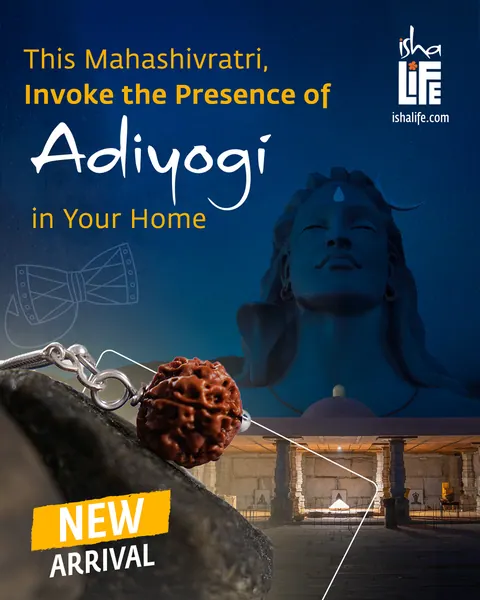 This Mahashivratri,
Invoke the Presence of
Adiyogi
in Your Home
isha
LIFE
ishalife.com
NEW
ARRIVAL